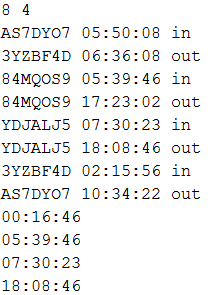 8 4
AS7DYO7 05:50:08 in
3YZBF4D 06:36:08 out
84MQOS9 05:39:46 in
84MQOS9 17:23:02 out
YDJALJ5 07:30:23 in
YDJALJ5 18:08:46 out
3YZBF4D 02:15:56 in
AS7DYO7 10:34:22 out
00:16:46
05:39:46
07:30:23
18:08:46